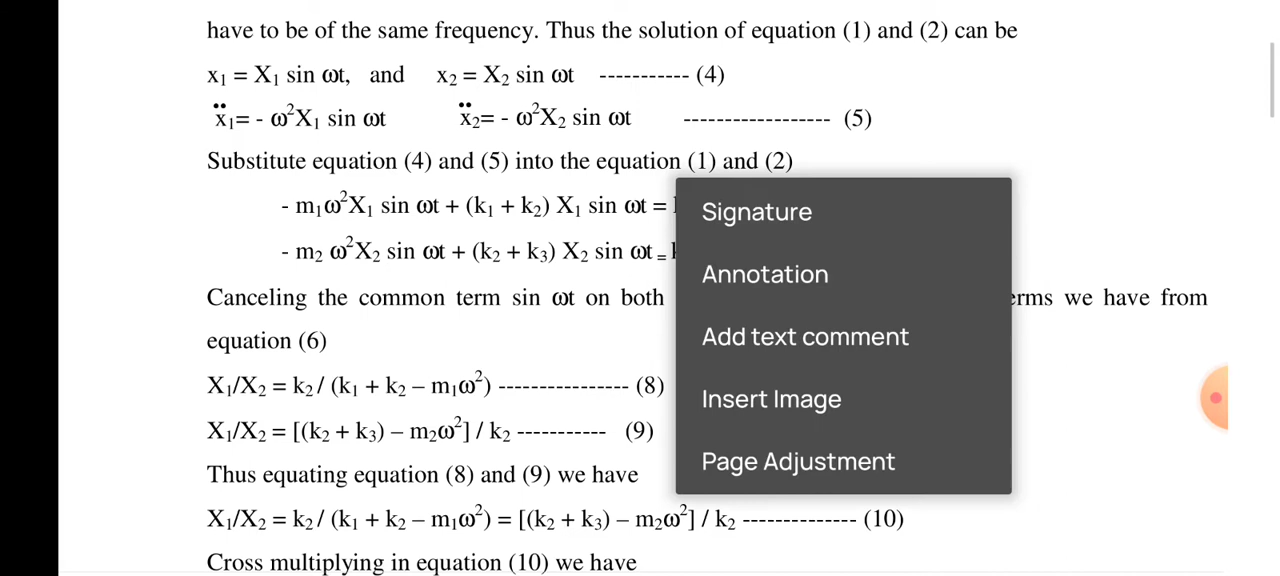 have to be of the same frequency. Thus the solution of equation (1) and (2) can be
x₁ = X₁ sin ωt, and x₂ = X₂ sin ωt ----------- (4)
ẍ₁= - ω²X₁ sin ωt ẍ₂= - ω²X₂ sin ωt ------------------ (5)
Substitute equation (4) and (5) into the equation (1) and (2)
- m₁ω²X₁ sin ωt + (k₁ + k₂) X₁ sin ωt =
Signature
- m₂ ω²X₂ sin ωt + (k₂ + k₃) X₂ sin ωt =
Annotation
Canceling the common term sin ωt on both erms we have from
Add text comment
equation (6)
X₁/X₂ = k₂ / (k₁ + k₂ – m₁ω²) ---------------- (8)
Insert Image
X₁/X₂ = [(k₂ + k₃) – m₂ω²] / k₂ ----------- (9)
Page Adjustment
Thus equating equation (8) and (9) we have
X₁/X₂ = k₂ / (k₁ + k₂ – m₁ω²) = [(k₂ + k₃) – m₂ω²] / k₂ -------------- (10)
Cross multiplying in equation (10) we have